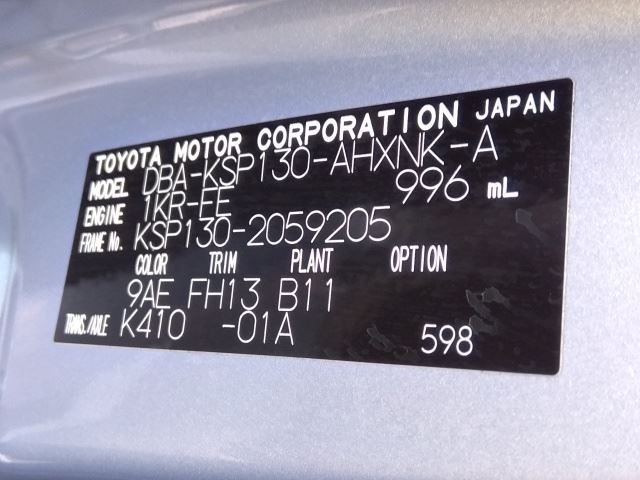 TOYOTA MOTOR CORPORATION JAPAN
MODEL DBA-KSP130-AHXNK-A
ENGINE 1KR-FE 996 mL
FRAME No. KSP130-2059205
COLOR TRIM PLANT OPTION
9AE FH13 B11
TRANS./AXLE K410 -01A 598